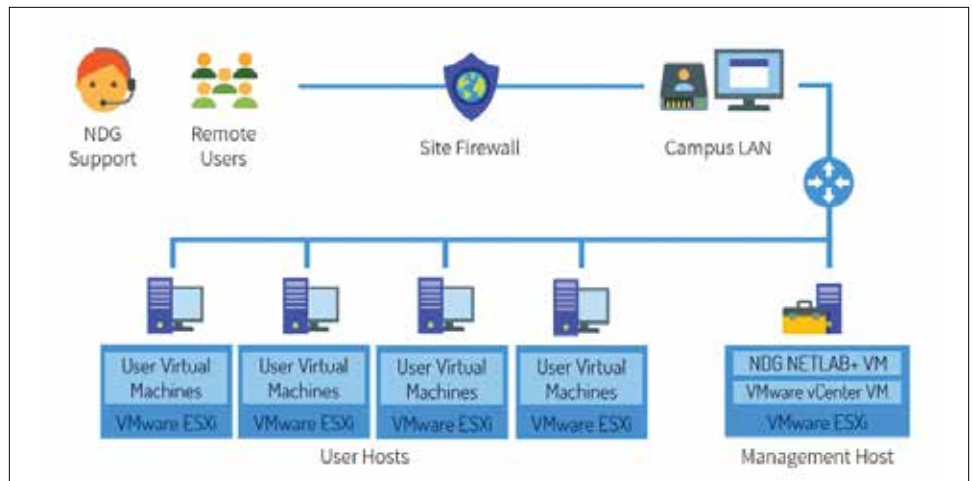 NDG
Support
Remote
Users
Site Firewall
Campus LAN
User Virtual
Machines
VMware ESXi
User Virtual
Machines
VMware ESXi
User Virtual
Machines
VMware ESXi
User Virtual
Machines
VMware ESXi
User Hosts
NDG NETLAB+ VM
VMware vCenter VM
VMware ESXi
Management Host